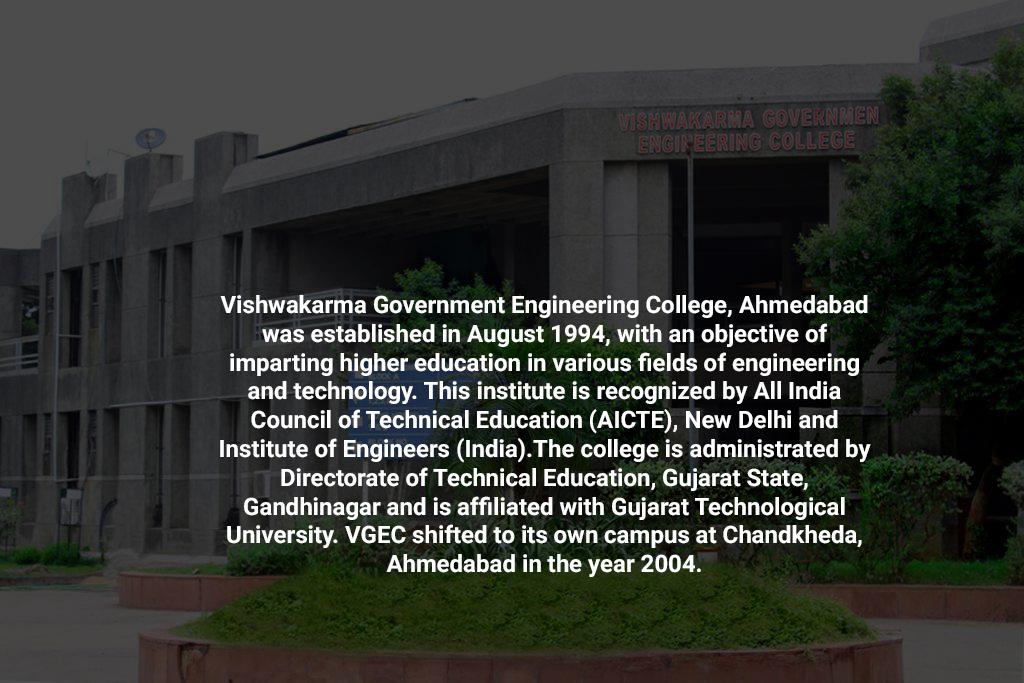 VISHWAKARMA GOVERNMEN
ENGINEERING COLLEGE
Vishwakarma Government Engineering College, Ahmedabad
was established in August 1994, with an objective of
imparting higher education in various fields of engineering
and technology. This institute is recognized by All India
Council of Technical Education (AICTE), New Delhi and
Institute of Engineers (India).The college is administrated by
Directorate of Technical Education, Gujarat State,
Gandhinagar and is affiliated with Gujarat Technological
University. VGEC shifted to its own campus at Chandkheda,
Ahmedabad in the year 2004.